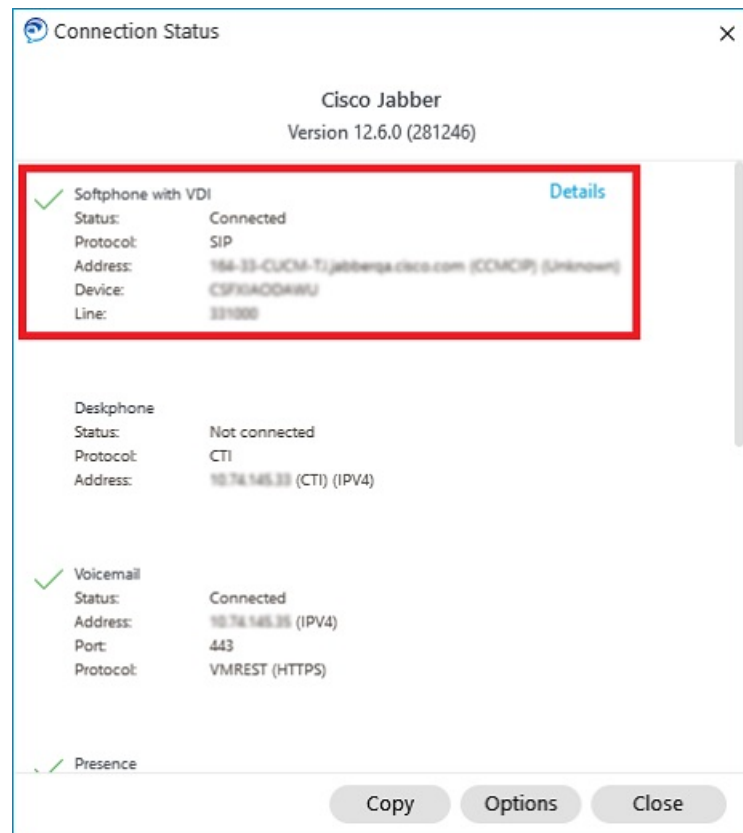 Connection Status
Cisco Jabber
Version 12.6.0 (281246)
Softphone with VDI Details
Status: Connected
Protocol: SIP
Address:
Device:
Line:
Deskphone
Status: Not connected
Protocol: CTI
Address: (CTI) (IPV4)
Voicemail
Status: Connected
Address: (IPV4)
Port: 443
Protocol: VMREST (HTTPS)
Presence
Copy Options Close